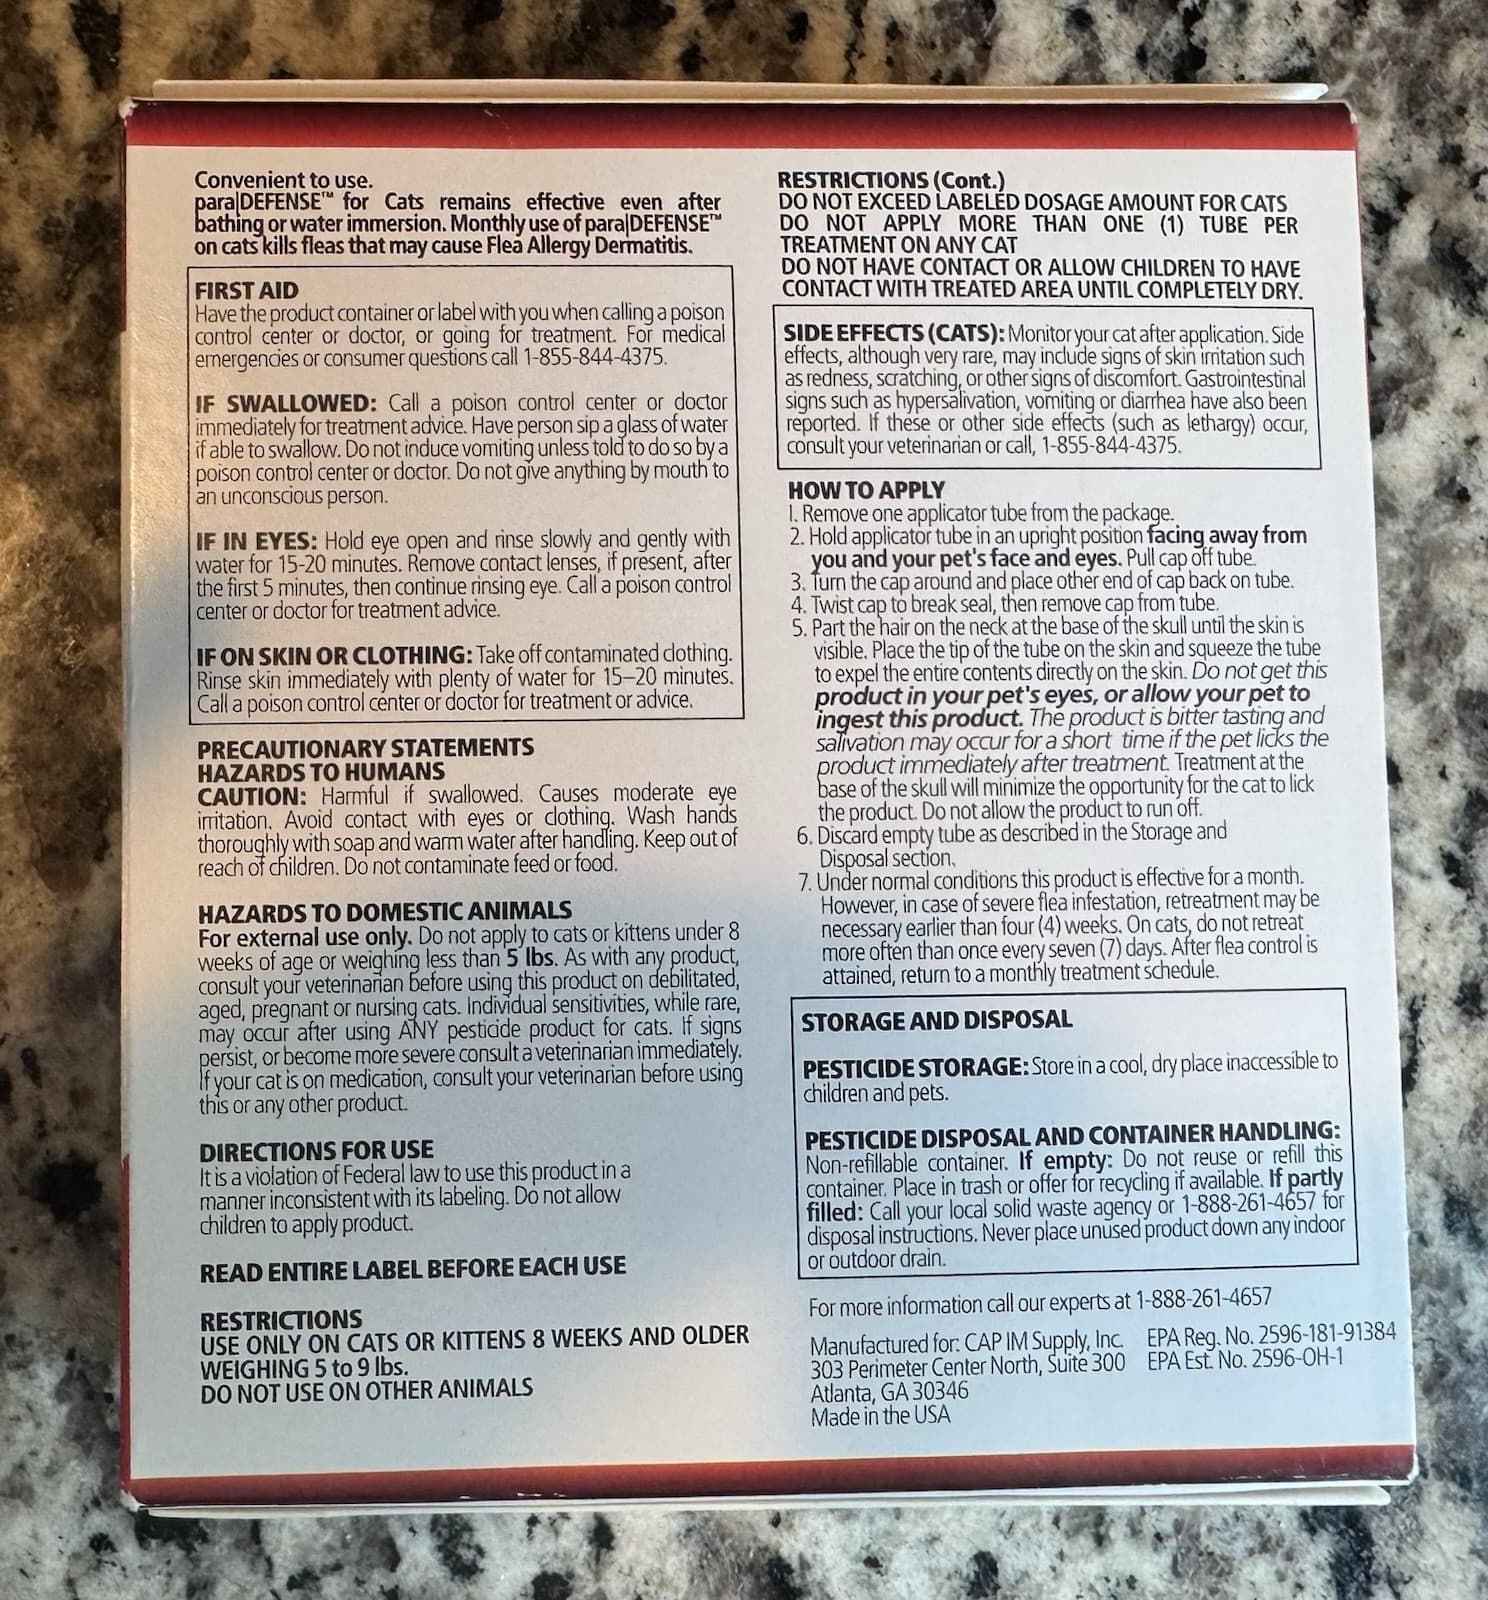 Convenient to use.
para|DEFENSE™ for Cats remains effective even after
bathing or water immersion. Monthly use of para|DEFENSE™
on cats kills fleas that may cause Flea Allergy Dermatitis.
FIRST AID
Have the product container or label with you when calling a poison
control center or doctor, or going for treatment. For medical
emergencies or consumer questions call 1-855-844-4375.
IF SWALLOWED: Call a poison control center or doctor
immediately for treatment advice. Have person sip a glass of water
if able to swallow. Do not induce vomiting unless told to do so by a
poison control center or doctor. Do not give anything by mouth to
an unconscious person.
IF IN EYES: Hold eye open and rinse slowly and gently with
water for 15-20 minutes. Remove contact lenses, if present, after
the first 5 minutes, then continue rinsing eye. Call a poison control
center or doctor for treatment advice.
IF ON SKIN OR CLOTHING: Take off contaminated clothing.
Rinse skin immediately with plenty of water for 15–20 minutes.
Call a poison control center or doctor for treatment or advice.
PRECAUTIONARY STATEMENTS
HAZARDS TO HUMANS
CAUTION: Harmful if swallowed. Causes moderate eye
irritation. Avoid contact with eyes or clothing. Wash hands
thoroughly with soap and warm water after handling. Keep out of
reach of children. Do not contaminate feed or food.
HAZARDS TO DOMESTIC ANIMALS
For external use only. Do not apply to cats or kittens under 8
weeks of age or weighing less than 5 lbs. As with any product,
consult your veterinarian before using this product on debilitated,
aged, pregnant or nursing cats. Individual sensitivities, while rare,
may occur after using ANY pesticide product for cats. If signs
persist, or become more severe consult a veterinarian immediately.
If your cat is on medication, consult your veterinarian before using
this or any other product.
DIRECTIONS FOR USE
It is a violation of Federal law to use this product in a
manner inconsistent with its labeling. Do not allow
children to apply product.
READ ENTIRE LABEL BEFORE EACH USE
RESTRICTIONS
USE ONLY ON CATS OR KITTENS 8 WEEKS AND OLDER
WEIGHING 5 to 9 lbs.
DO NOT USE ON OTHER ANIMALS
RESTRICTIONS (Cont.)
DO NOT EXCEED LABELED DOSAGE AMOUNT FOR CATS
DO NOT APPLY MORE THAN ONE (1) TUBE PER
TREATMENT ON ANY CAT
DO NOT HAVE CONTACT OR ALLOW CHILDREN TO HAVE
CONTACT WITH TREATED AREA UNTIL COMPLETELY DRY.
SIDE EFFECTS (CATS): Monitor your cat after application. Side
effects, although very rare, may include signs of skin irritation such
as redness, scratching, or other signs of discomfort. Gastrointestinal
signs such as hypersalivation, vomiting or diarrhea have also been
reported. If these or other side effects (such as lethargy) occur,
consult your veterinarian or call, 1-855-844-4375.
HOW TO APPLY
1. Remove one applicator tube from the package.
2. Hold applicator tube in an upright position facing away from
you and your pet's face and eyes. Pull cap off tube.
3. Turn the cap around and place other end of cap back on tube.
4. Twist cap to break seal, then remove cap from tube.
5. Part the hair on the neck at the base of the skull until the skin is
visible. Place the tip of the tube on the skin and squeeze the tube
to expel the entire contents directly on the skin. Do not get this
product in your pet's eyes, or allow your pet to
ingest this product. The product is bitter tasting and
salivation may occur for a short time if the pet licks the
product immediately after treatment. Treatment at the
base of the skull will minimize the opportunity for the cat to lick
the product. Do not allow the product to run off.
6. Discard empty tube as described in the Storage and
Disposal section.
7. Under normal conditions this product is effective for a month.
However, in case of severe flea infestation, retreatment may be
necessary earlier than four (4) weeks. On cats, do not retreat
more often than once every seven (7) days. After flea control is
attained, return to a monthly treatment schedule.
STORAGE AND DISPOSAL
PESTICIDE STORAGE: Store in a cool, dry place inaccessible to
children and pets.
PESTICIDE DISPOSAL AND CONTAINER HANDLING:
Non-refillable container. If empty: Do not reuse or refill this
container. Place in trash or offer for recycling if available. If partly
filled: Call your local solid waste agency or 1-888-261-4657 for
disposal instructions. Never place unused product down any indoor
or outdoor drain.
For more information call our experts at 1-888-261-4657
Manufactured for: CAP IM Supply, Inc. EPA Reg. No. 2596-181-91384
303 Perimeter Center North, Suite 300 EPA Est. No. 2596-OH-1
Atlanta, GA 30346
Made in the USA